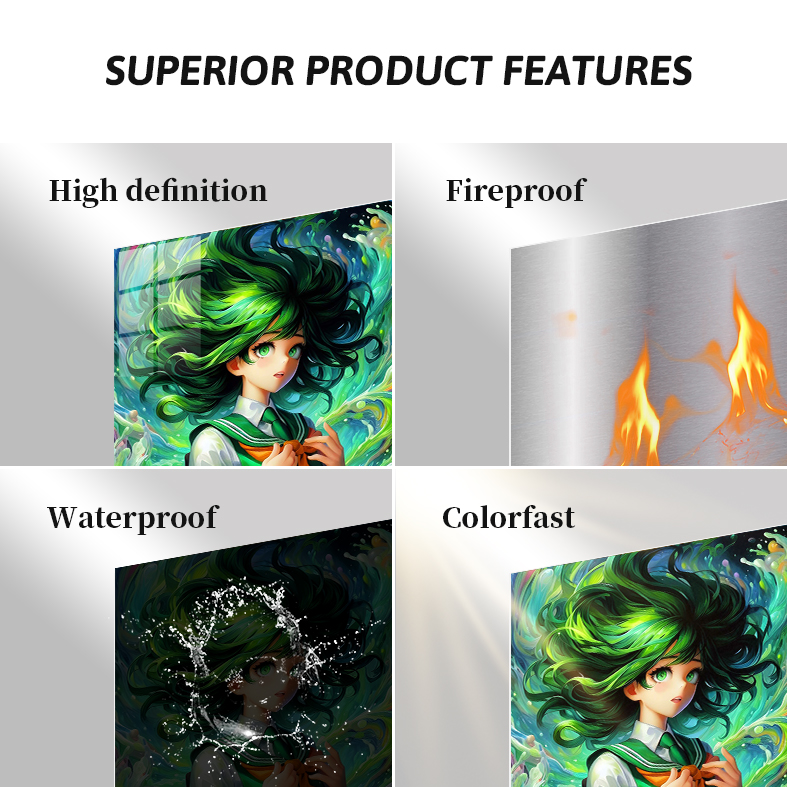 SUPERIOR PRODUCT FEATURES
High definition
Fireproof
Waterproof
Colorfast